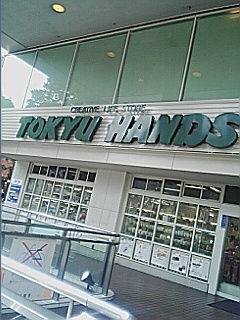 CREATIVE LIFE STORE
TOKYU HANDS